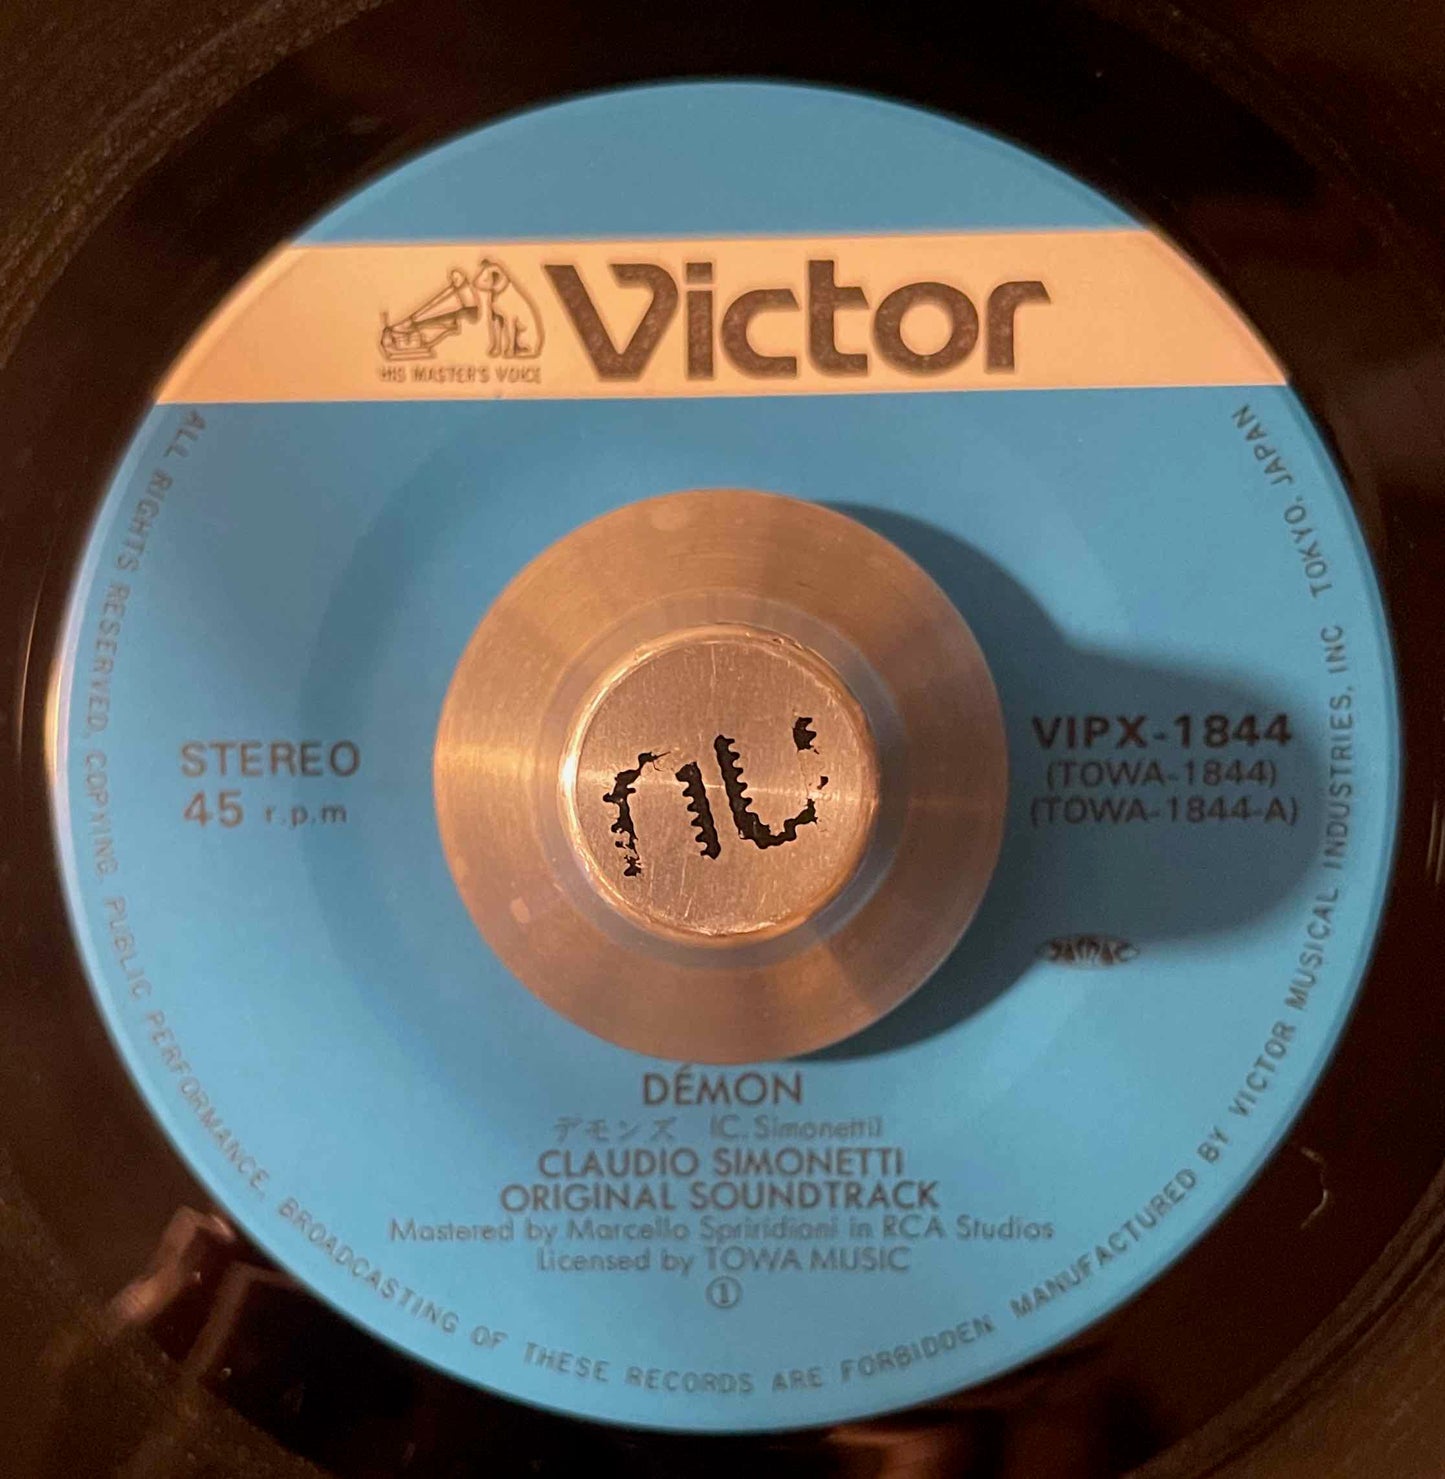 Victor
HIS MASTER'S VOICE
STEREO
45 r.p.m
VIPX-1844
(TOWA-1844)
(TOWA-1844-A)
JASRAC
DÉMON
デモンズ (C. Simonetti)
CLAUDIO SIMONETTI
ORIGINAL SOUNDTRACK
Mastered by Marcello Spriridiani in RCA Studios
Licensed by TOWA MUSIC
①
ALL RIGHTS RESERVED. COPYING. PUBLIC PERFORMANCE. BROADCASTING OF THESE RECORDS ARE FORBIDDEN MANUFACTURED BY VICTOR MUSICAL INDUSTRIES, INC TOKYO, JAPAN